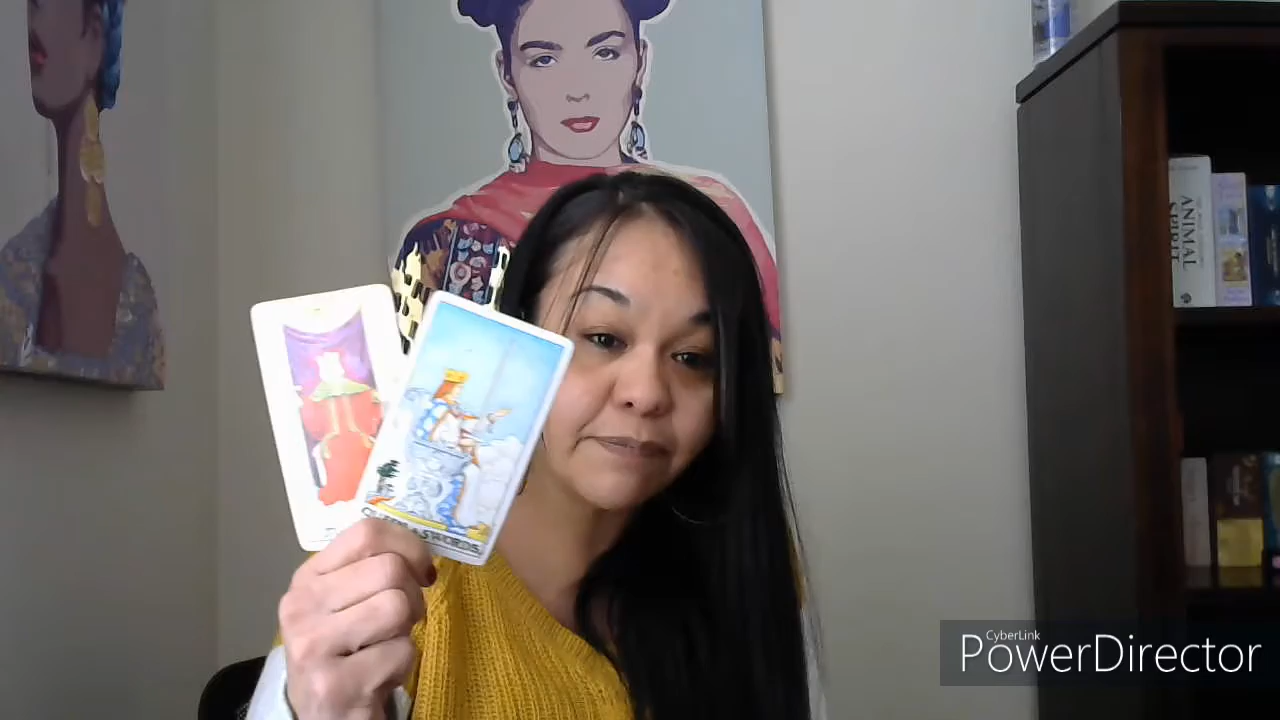 ANIMAL
SPIRIT
QUEEN of SWORDS.
CyberLink
PowerDirector